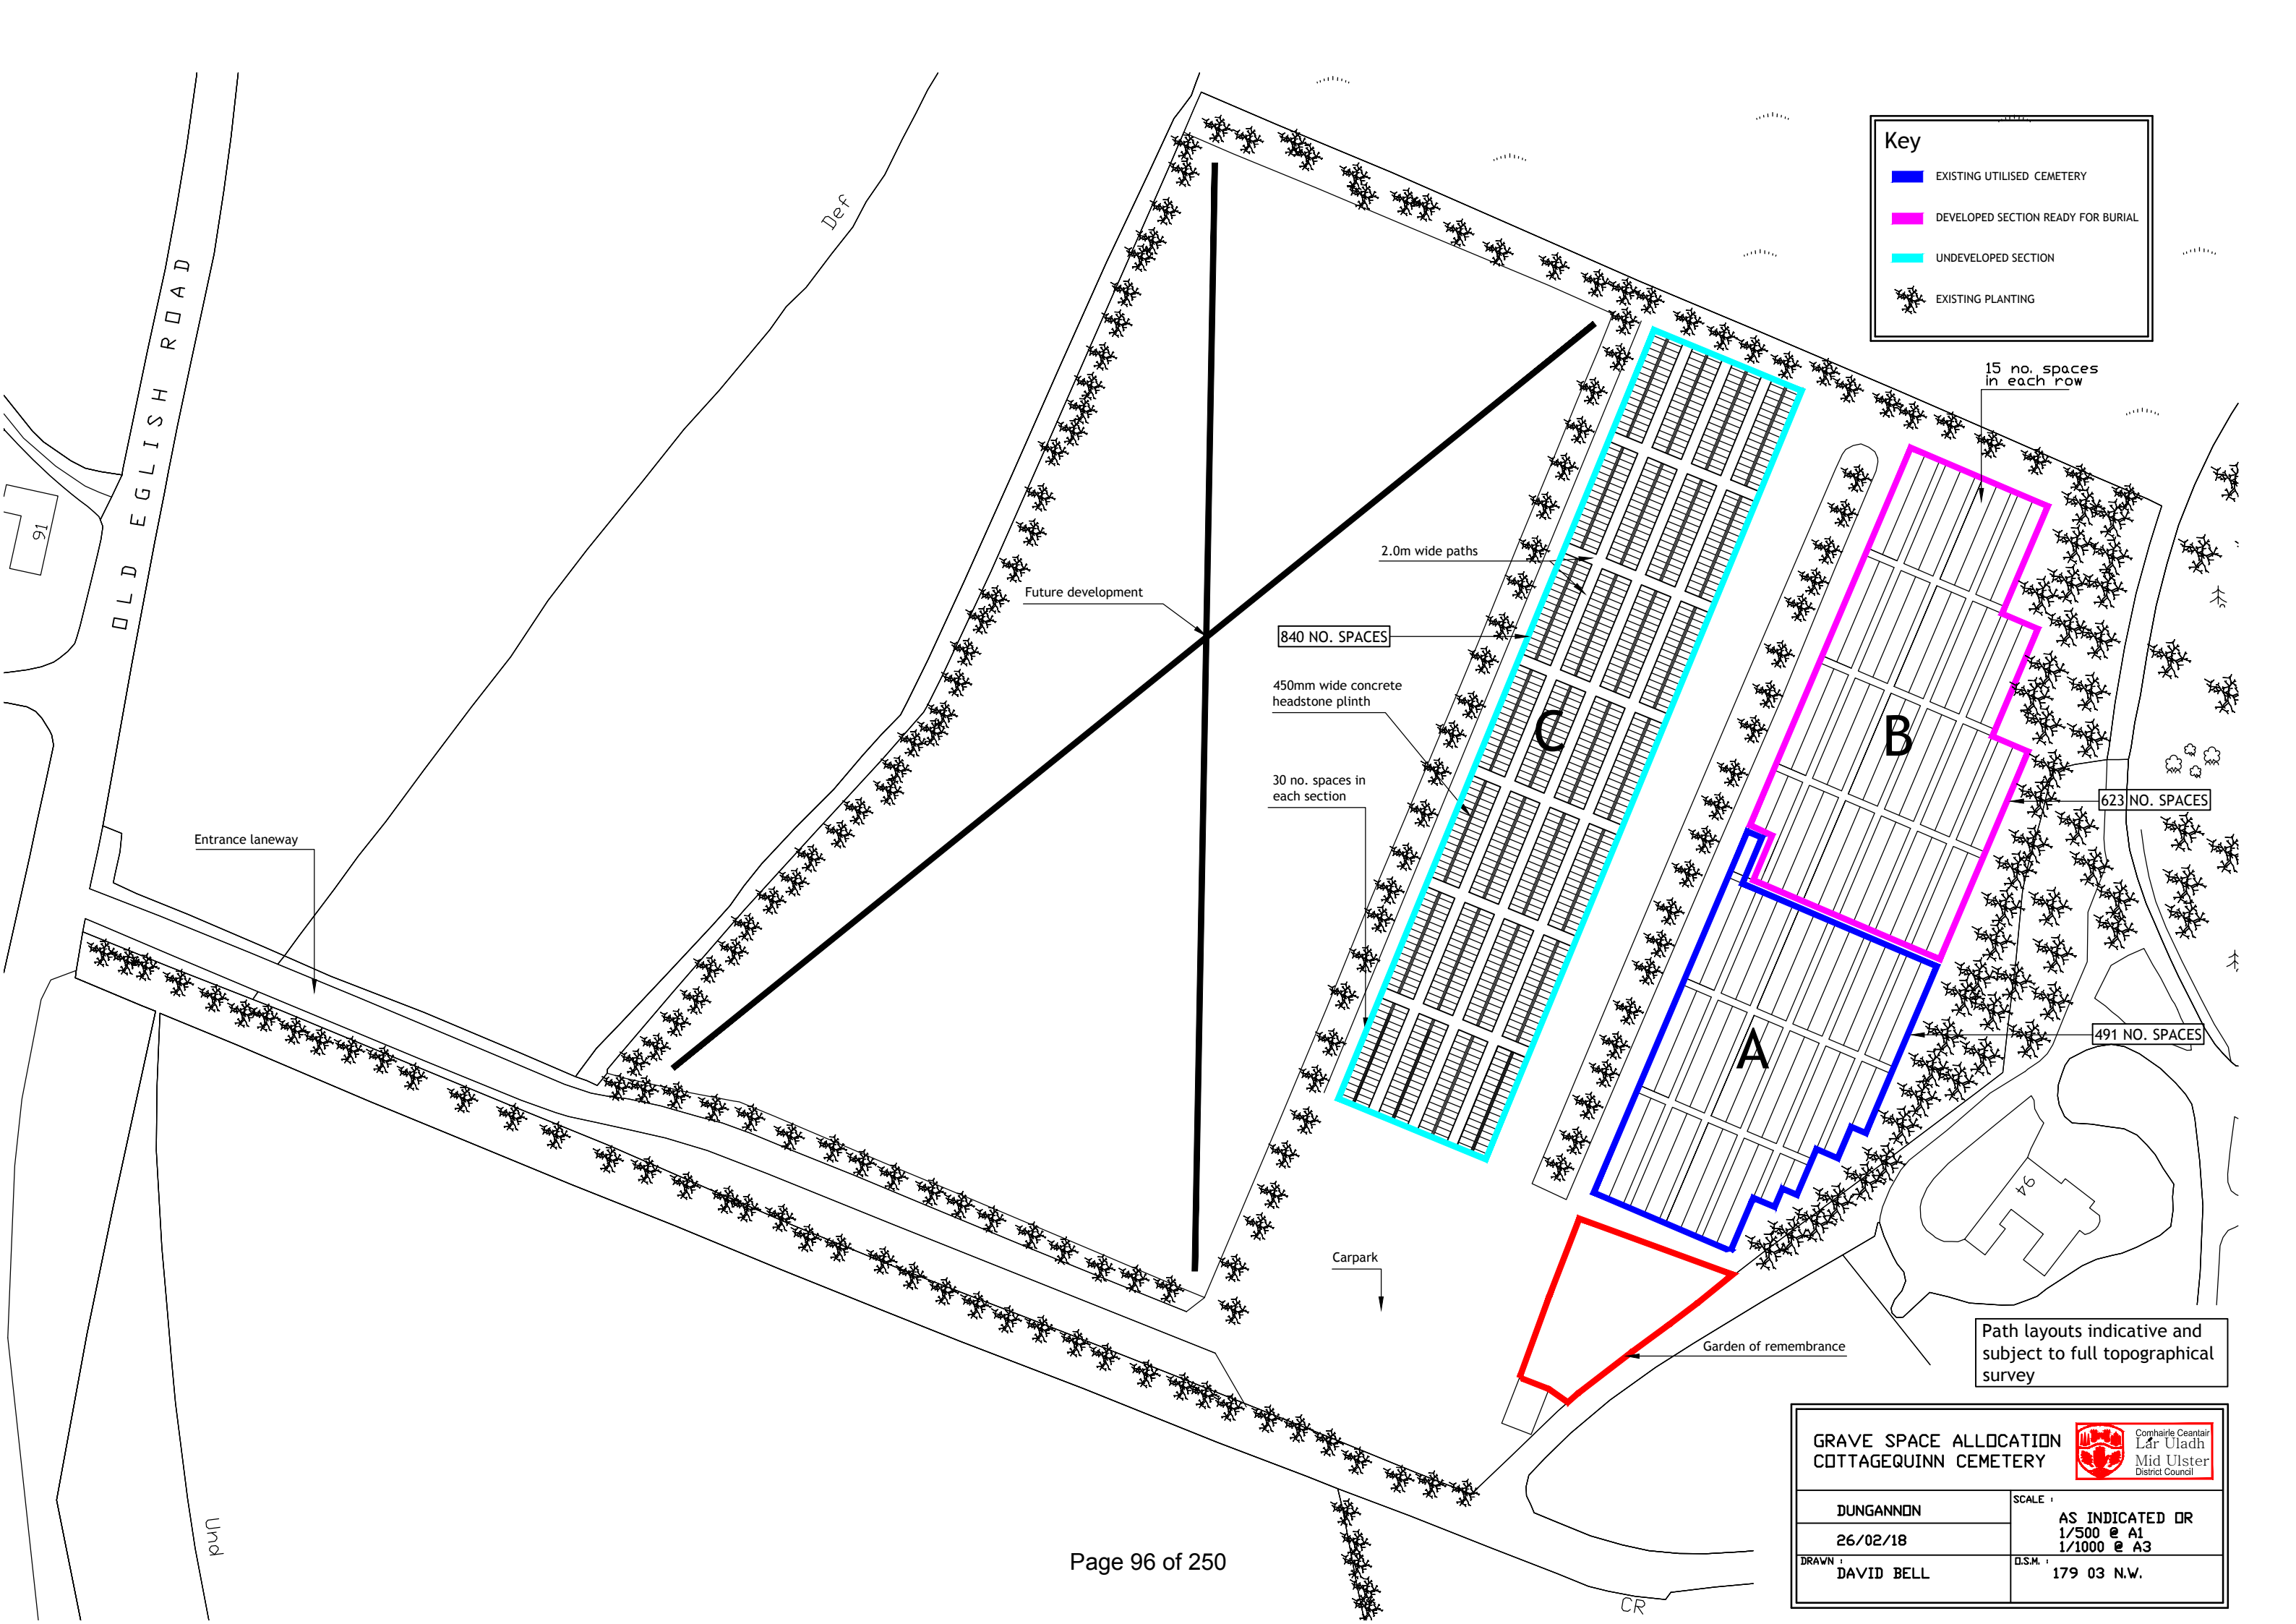 Def
OLD EGLISH ROAD
91
Key
EXISTING UTILISED CEMETERY
DEVELOPED SECTION READY FOR BURIAL
UNDEVELOPED SECTION
EXISTING PLANTING
15 no. spaces
in each row
2.0m wide paths
Future development
840 NO. SPACES
450mm wide concrete
headstone plinth
C
B
30 no. spaces in
each section
623 NO. SPACES
Entrance laneway
491 NO. SPACES
A
94
Carpark
Garden of remembrance
Path layouts indicative and
subject to full topographical
survey
GRAVE SPACE ALLOCATION
COTTAGEQUINN CEMETERY
Comhairle Ceantair
Lár Uladh
Mid Ulster
District Council
DUNGANNON
26/02/18
DRAWN :
DAVID BELL
SCALE :
AS INDICATED OR
1/500 @ A1
1/1000 @ A3
O.S.M. :
179 03 N.W.
Und
Page 96 of 250
CR